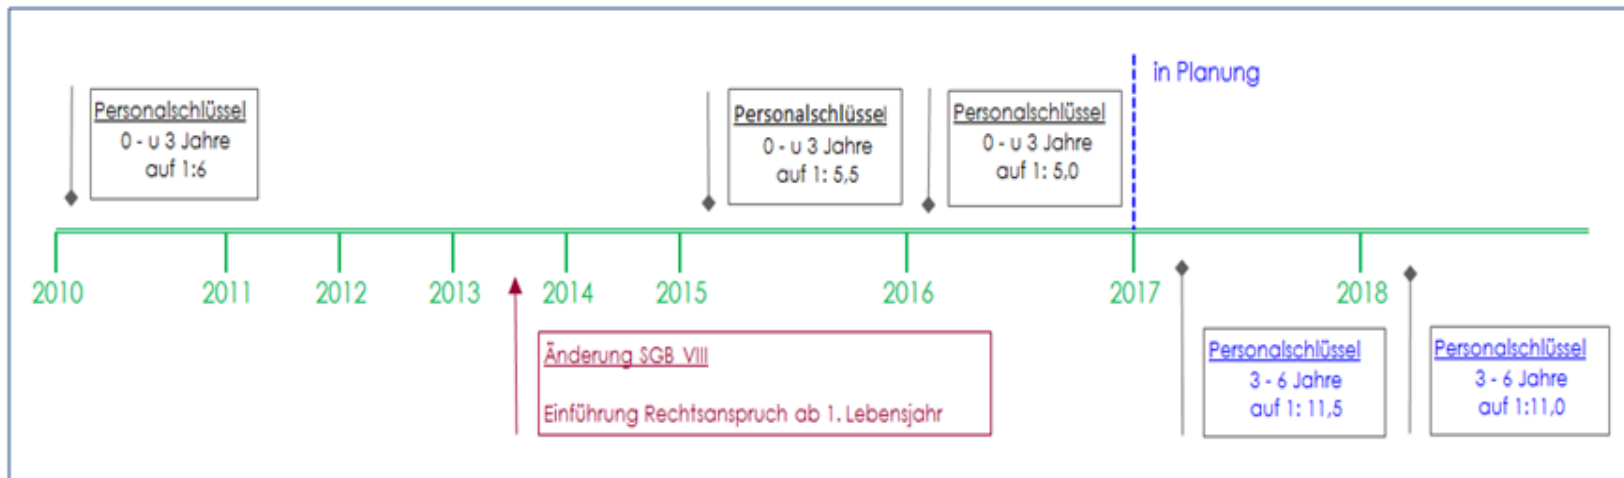 in Planung
Personalschlüssel
0 - u 3 Jahre
auf 1:6
Personalschlüssel
0 - u 3 Jahre
auf 1: 5,5
Personalschlüssel
0 - u 3 Jahre
auf 1: 5,0
2010
2011
2012
2013
2014
2015
2016
2017
2018
Änderung SGB VIII
Einführung Rechtsanspruch ab 1. Lebensjahr
Personalschlüssel
3 - 6 Jahre
auf 1: 11,5
Personalschlüssel
3 - 6 Jahre
auf 1:11,0